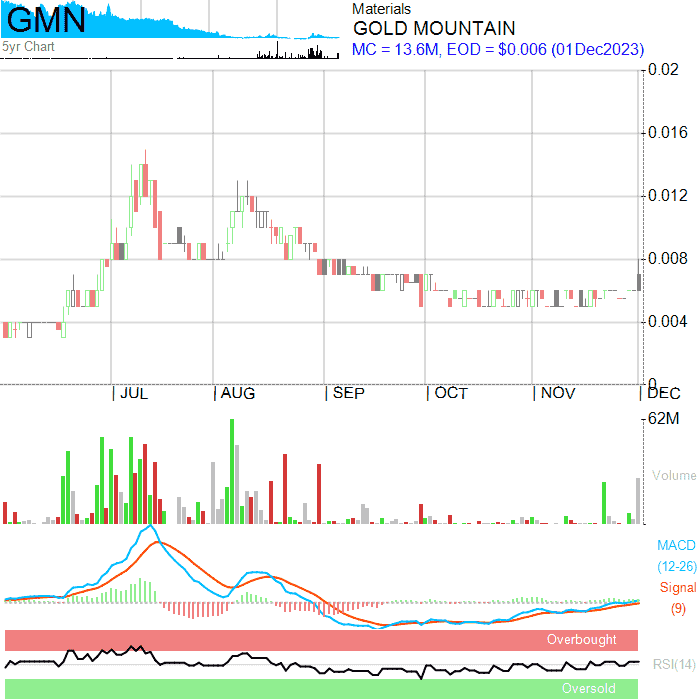 GMN
5yr Chart
Materials
GOLD MOUNTAIN
MC = 13.6M, EOD = $0.006 (01Dec2023)
0.02
0.016
0.012
0.008
0.004
0
JUL
AUG
SEP
OCT
NOV
DEC
62M
Volume
MACD
(12-26)
Signal
(9)
Overbought
RSI(14)
Oversold